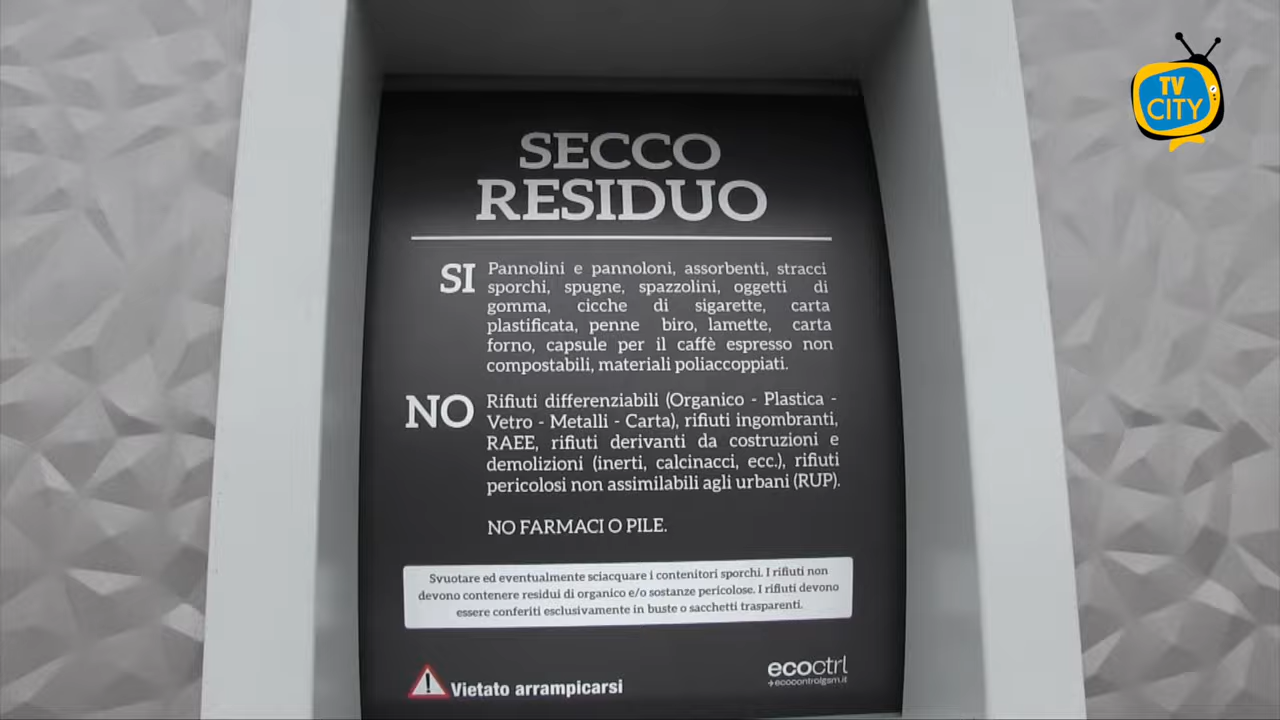 TV
CITY
SECCO
RESIDUO
SI
Pannolini e pannoloni, assorbenti, stracci
sporchi, spugne, spazzolini, oggetti di
gomma, cicche di sigarette, carta
plastificata, penne biro, lamette, carta
forno, capsule per il caffè espresso non
compostabili, materiali poliaccoppiati.
NO
Rifiuti differenziabili (Organico - Plastica -
Vetro - Metalli - Carta), rifiuti ingombranti,
RAEE, rifiuti derivanti da costruzioni e
demolizioni (inerti, calcinacci, ecc.), rifiuti
pericolosi non assimilabili agli urbani (RUP).
NO FARMACI O PILE.
Svuotare ed eventualmente sciacquare i contenitori sporchi. I rifiuti non
devono contenere residui di organico e/o sostanze pericolose. I rifiuti devono
essere conferiti esclusivamente in buste o sacchetti trasparenti.
Vietato arrampicarsi
ecoctrl
→ecocontrolgsm.it